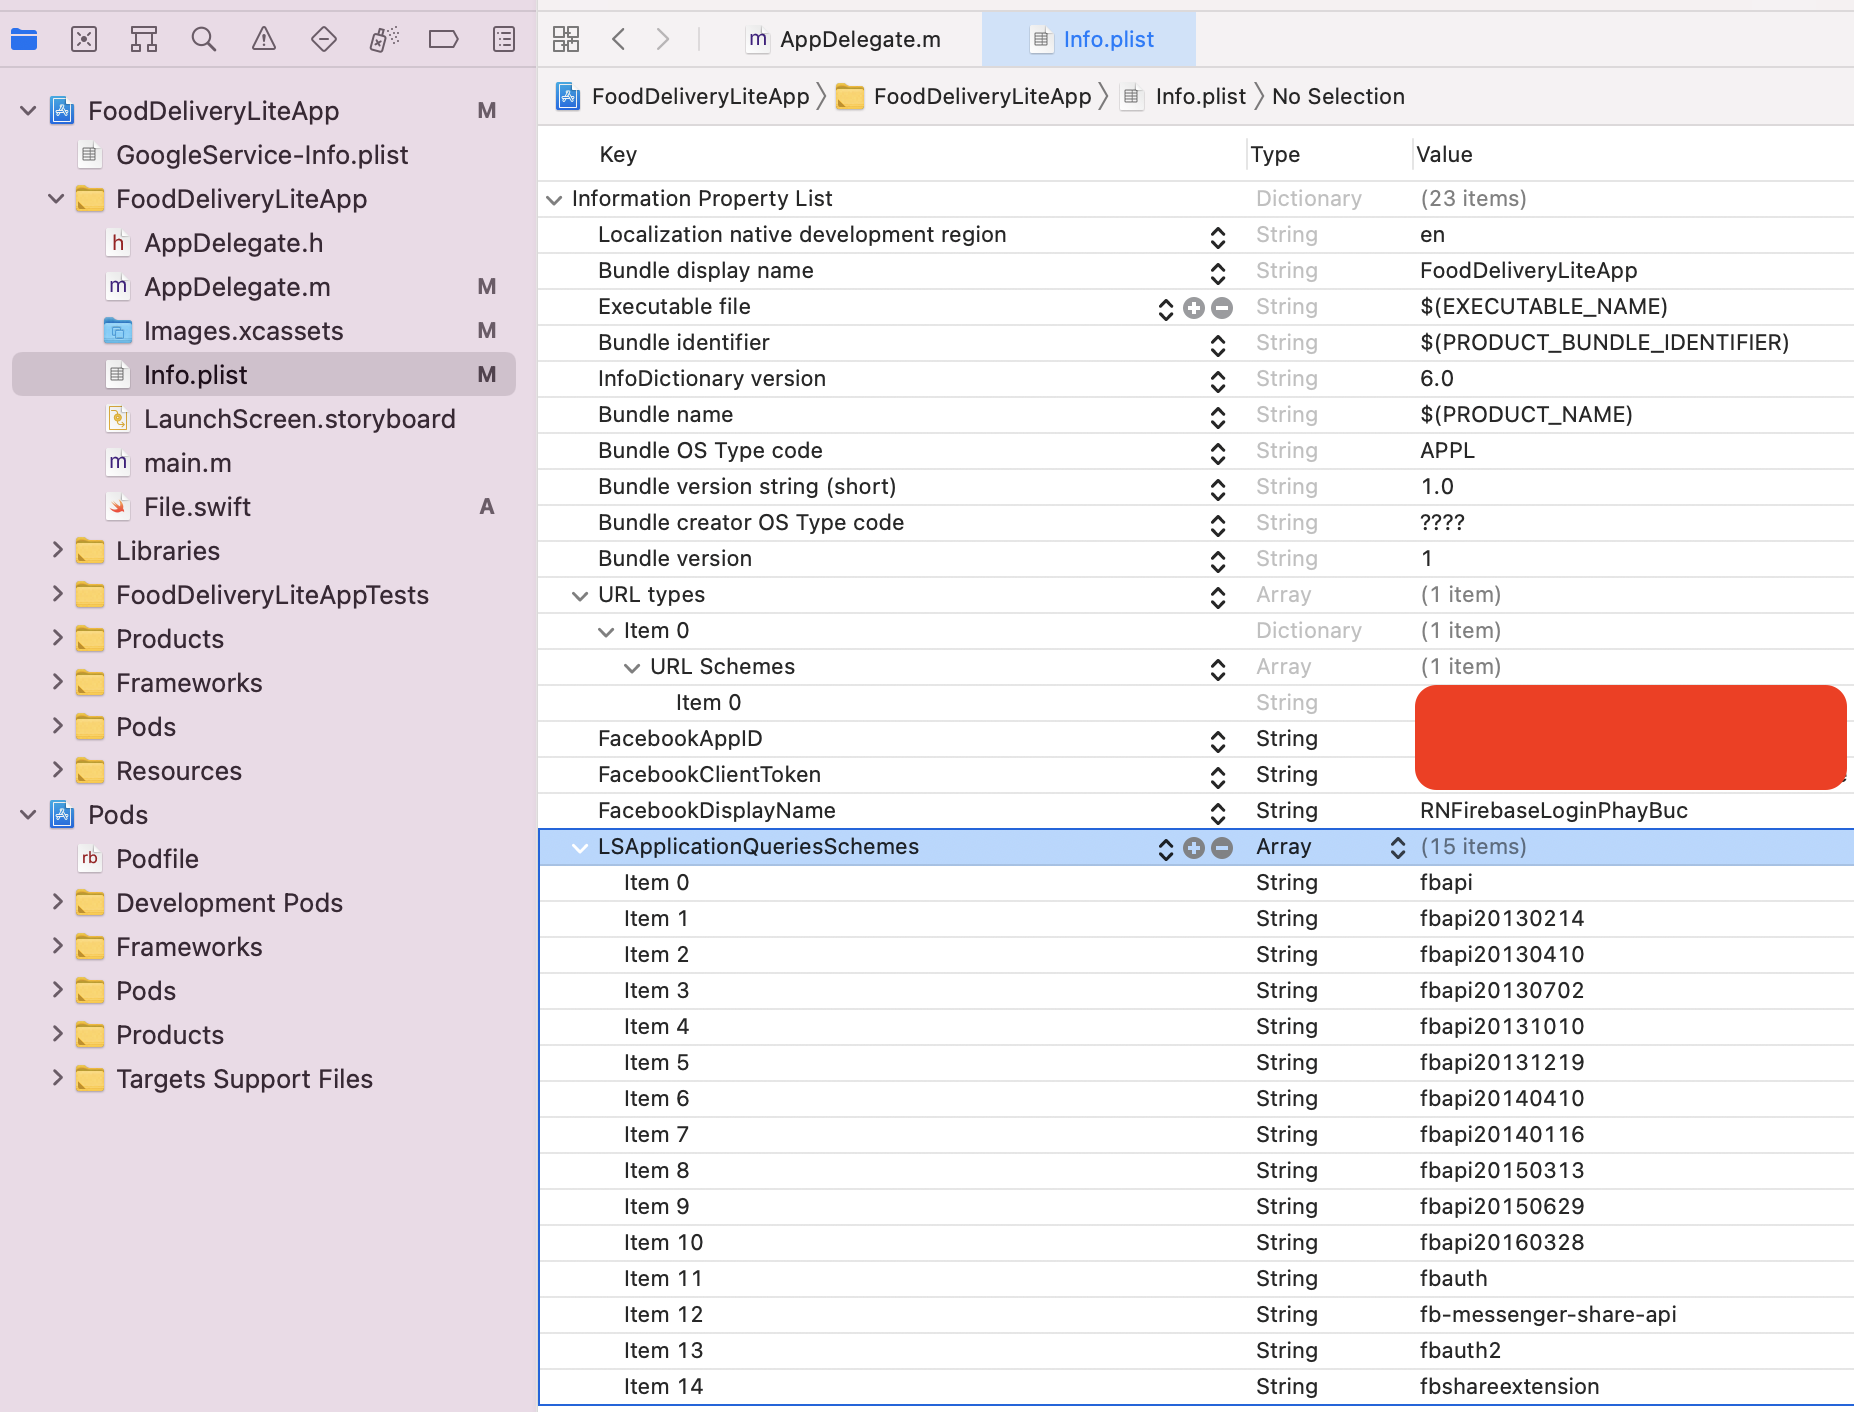 AppDelegate.m
Info.plist
FoodDeliveryLiteApp M
FoodDeliveryLiteApp FoodDeliveryLiteApp Info.plist No Selection
GoogleService-Info.plist
FoodDeliveryLiteApp
h AppDelegate.h
m AppDelegate.m M
Images.xcassets M
Info.plist M
LaunchScreen.storyboard
m main.m
File.swift A
Libraries
FoodDeliveryLiteAppTests
Products
Frameworks
Pods
Resources
Pods
rb Podfile
Development Pods
Frameworks
Pods
Products
Targets Support Files
Key Type Value
Information Property List Dictionary (23 items)
Localization native development region String en
Bundle display name String FoodDeliveryLiteApp
Executable file String $(EXECUTABLE_NAME)
Bundle identifier String $(PRODUCT_BUNDLE_IDENTIFIER)
InfoDictionary version String 6.0
Bundle name String $(PRODUCT_NAME)
Bundle OS Type code String APPL
Bundle version string (short) String 1.0
Bundle creator OS Type code String ????
Bundle version String 1
URL types Array (1 item)
Item 0 Dictionary (1 item)
URL Schemes Array (1 item)
Item 0 String
FacebookAppID String
FacebookClientToken String
FacebookDisplayName String RNFirebaseLoginPhayBuc
LSApplicationQueriesSchemes Array (15 items)
Item 0 String fbapi
Item 1 String fbapi20130214
Item 2 String fbapi20130410
Item 3 String fbapi20130702
Item 4 String fbapi20131010
Item 5 String fbapi20131219
Item 6 String fbapi20140410
Item 7 String fbapi20140116
Item 8 String fbapi20150313
Item 9 String fbapi20150629
Item 10 String fbapi20160328
Item 11 String fbauth
Item 12 String fb-messenger-share-api
Item 13 String fbauth2
Item 14 String fbshareextension